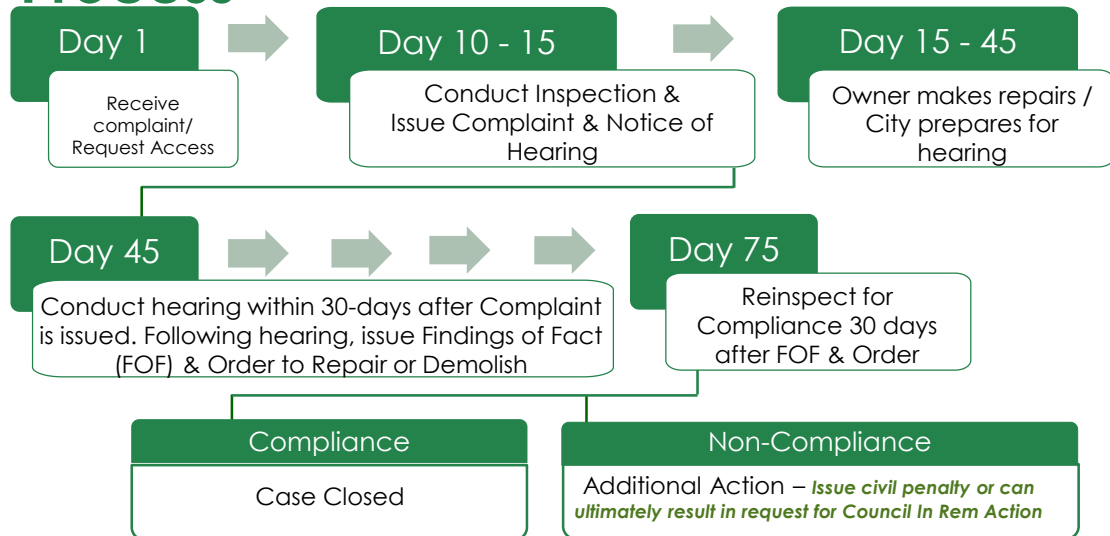 Day 1
Receive
complaint/
Request Access
Day 10 - 15
Conduct Inspection &
Issue Complaint & Notice of
Hearing
Day 15 - 45
Owner makes repairs /
City prepares for
hearing
Day 45
Conduct hearing within 30-days after Complaint
is issued. Following hearing, issue Findings of Fact
(FOF) & Order to Repair or Demolish
Day 75
Reinspect for
Compliance 30 days
after FOF & Order
Compliance
Case Closed
Non-Compliance
Additional Action – Issue civil penalty or can
ultimately result in request for Council In Rem Action